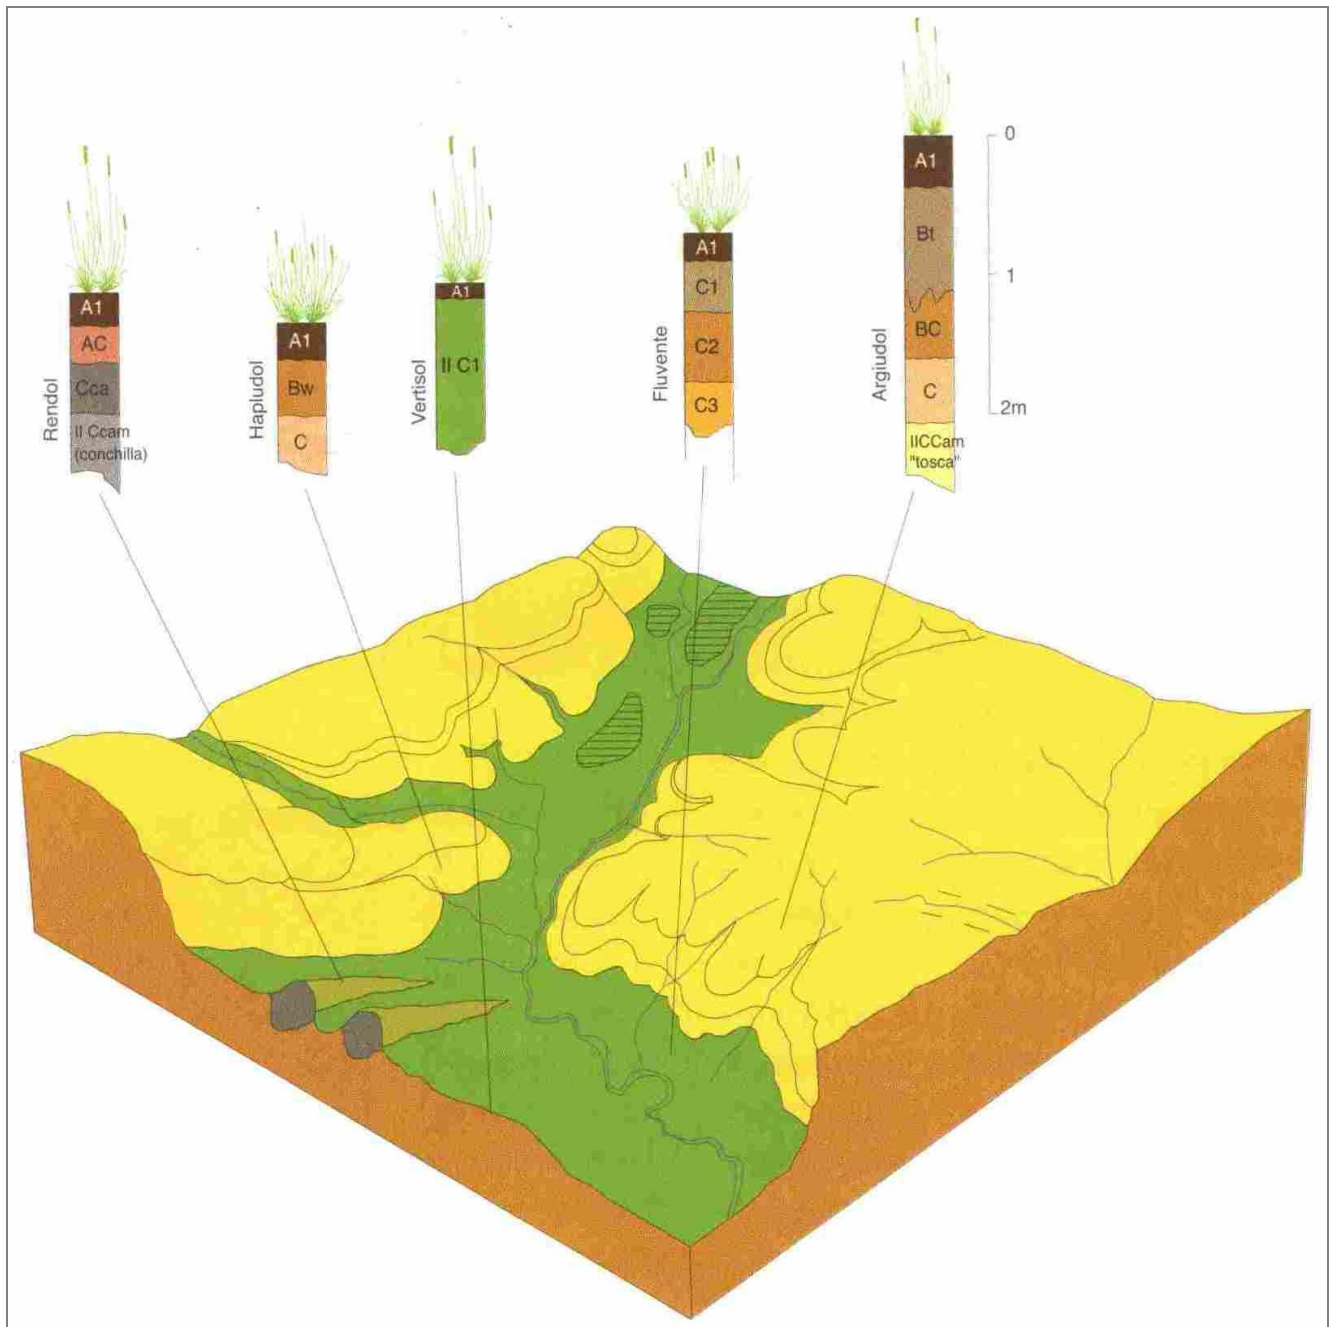 Rendol
A1
AC
Cca
II Ccam
(conchilla)
Hapludol
A1
Bw
C
Vertisol
A1
II C1
Fluvente
A1
C1
C2
C3
Argiudol
A1
Bt
BC
C
IICCam
"tosca"
0
1
2m